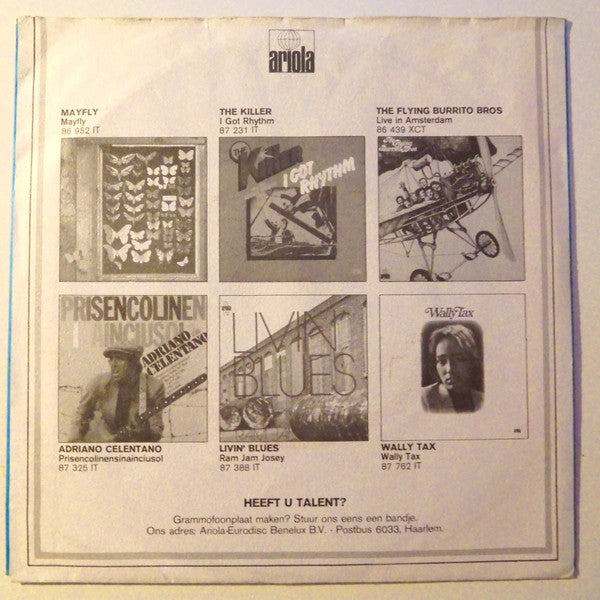 ariola
MAYFLY
Mayfly
86 952 IT
THE KILLER
I Got Rhythm
87 231 IT
THE FLYING BURRITO BROS
Live in Amsterdam
86 439 XCT
THE
Killer
I GOT
RHYTHM
PRISENCOLINEN
AINCIUSOL
ADRIANO
CELENTANO
LIVIN'
BLUES
Wally Tax
ADRIANO CELENTANO
Prisencolinensinainciusol
87 325 IT
LIVIN' BLUES
Ram Jam Josey
87 388 IT
WALLY TAX
Wally Tax
87 762 IT
HEEFT U TALENT?
Grammofoonplaat maken? Stuur ons eens een bandje.
Ons adres: Ariola-Eurodisc Benelux B.V. - Postbus 6033, Haarlem.